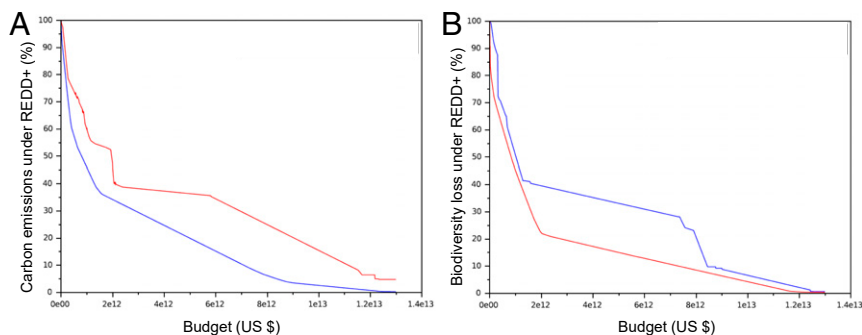 A
Carbon emissions under REDD+ (%)
100
90
80
70
60
50
40
30
20
10
0
0e00 2e12 4e12 6e12 8e12 1e13 1.2e13 1.4e13
Budget (US $)
B
Biodiversity loss under REDD+ (%)
100
90
80
70
60
50
40
30
20
10
0
0e00 2e12 4e12 6e12 8e12 1e13 1.2e13 1.4e13
Budget (US $)